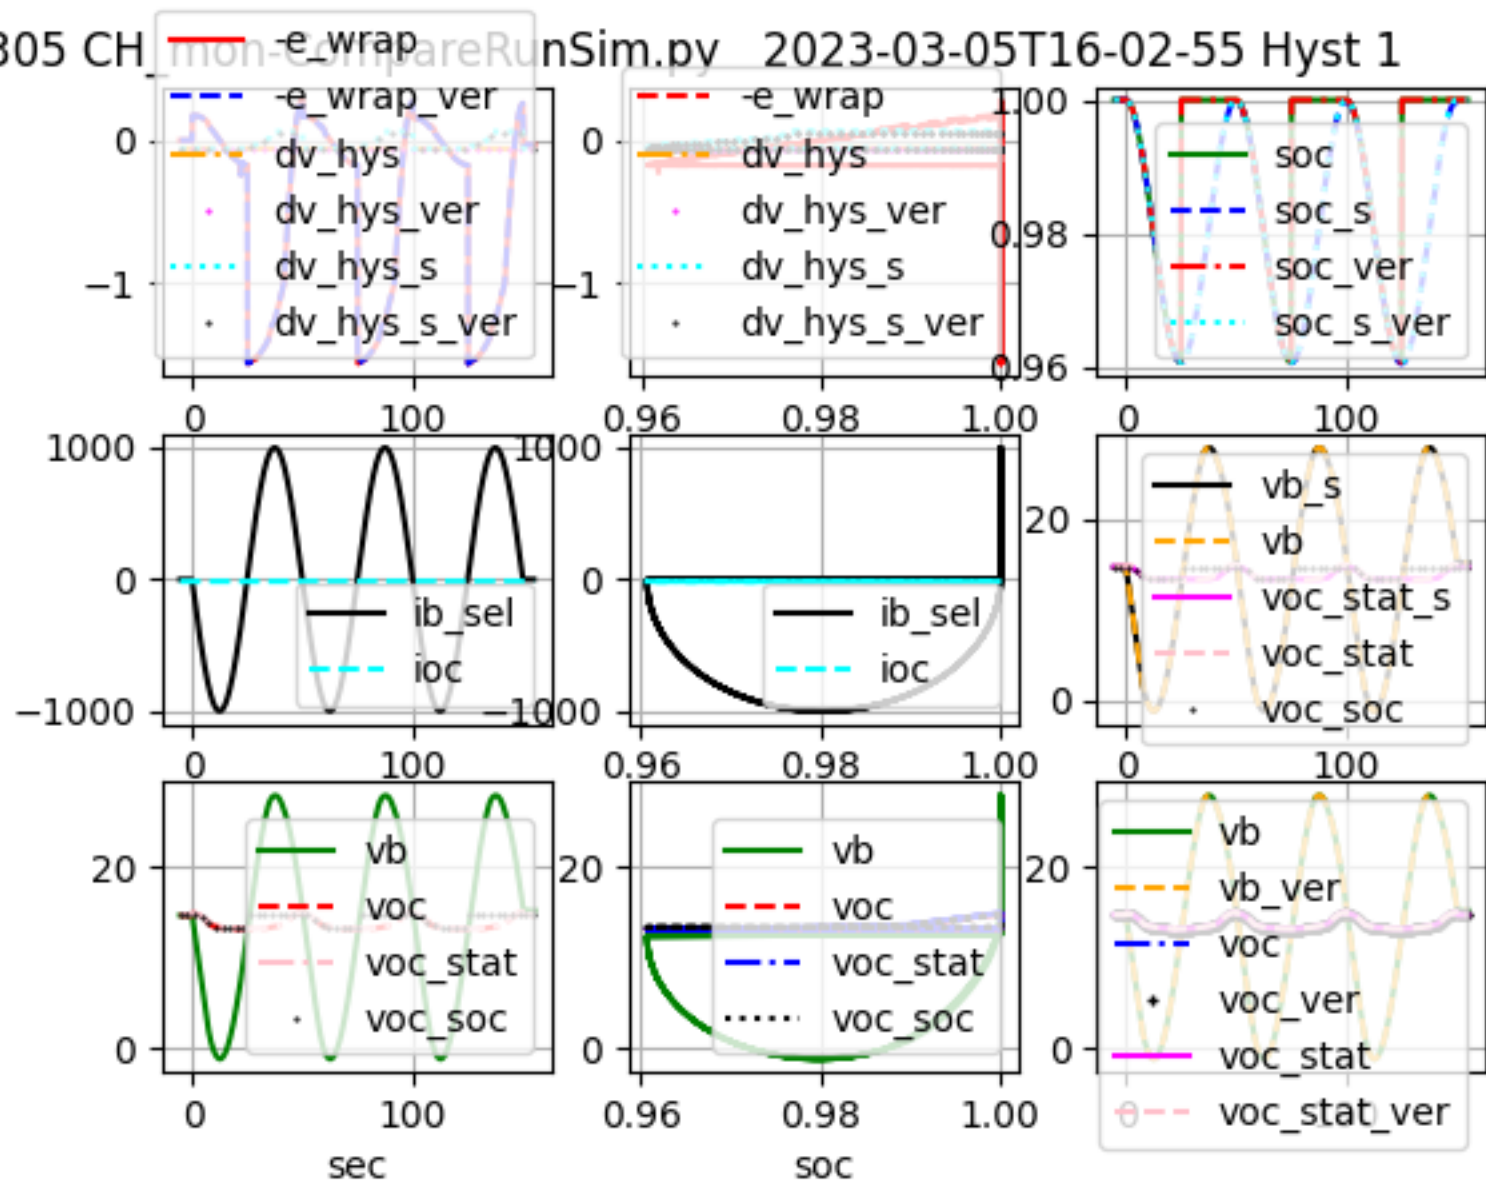 305 CH_mon-CompareRunSim.py 2023-03-05T16-02-55 Hyst 1
-e_wrap
-e_wrap_ver
dv_hys
dv_hys_ver
dv_hys_s
dv_hys_s_ver
0
−1
0
100
-e_wrap
dv_hys
dv_hys_ver
dv_hys_s
dv_hys_s_ver
0
−1
0.96
0.98
1.00
soc
soc_s
soc_ver
soc_s_ver
1.00
0.98
0.96
0
100
1000
0
−1000
ib_sel
ioc
0
100
1000
0
−1000
ib_sel
ioc
0.96
0.98
1.00
20
0
vb_s
vb
voc_stat_s
voc_stat
voc_soc
0
100
20
0
vb
voc
voc_stat
voc_soc
0
100
sec
20
0
vb
voc
voc_stat
voc_soc
0.96
0.98
1.00
soc
20
0
vb
vb_ver
voc
voc_ver
voc_stat
voc_stat_ver
0
100